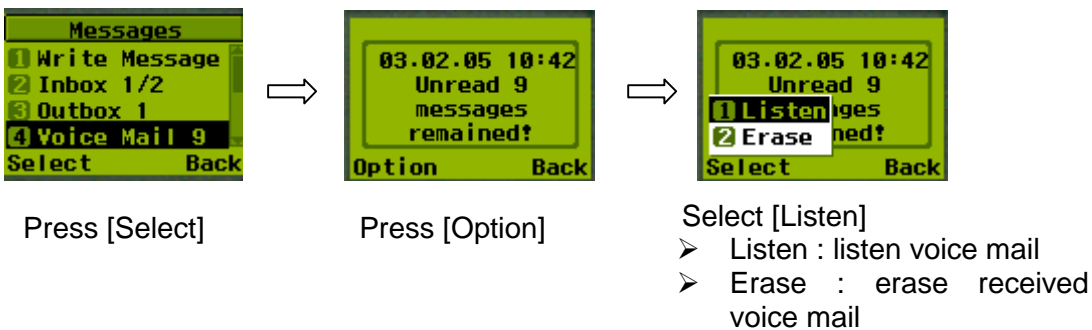 Messages
1 Write Message
2 Inbox 1/2
3 Outbox 1
4 Voice Mail 9
Select Back
03.02.05 10:42
Unread 9
messages
remained!
Option Back
03.02.05 10:42
Unread 9
1 Listen ges
2 Erase ned!
Select Back
Press [Select]
Press [Option]
Select [Listen]
➢ Listen : listen voice mail
➢ Erase : erase received
voice mail